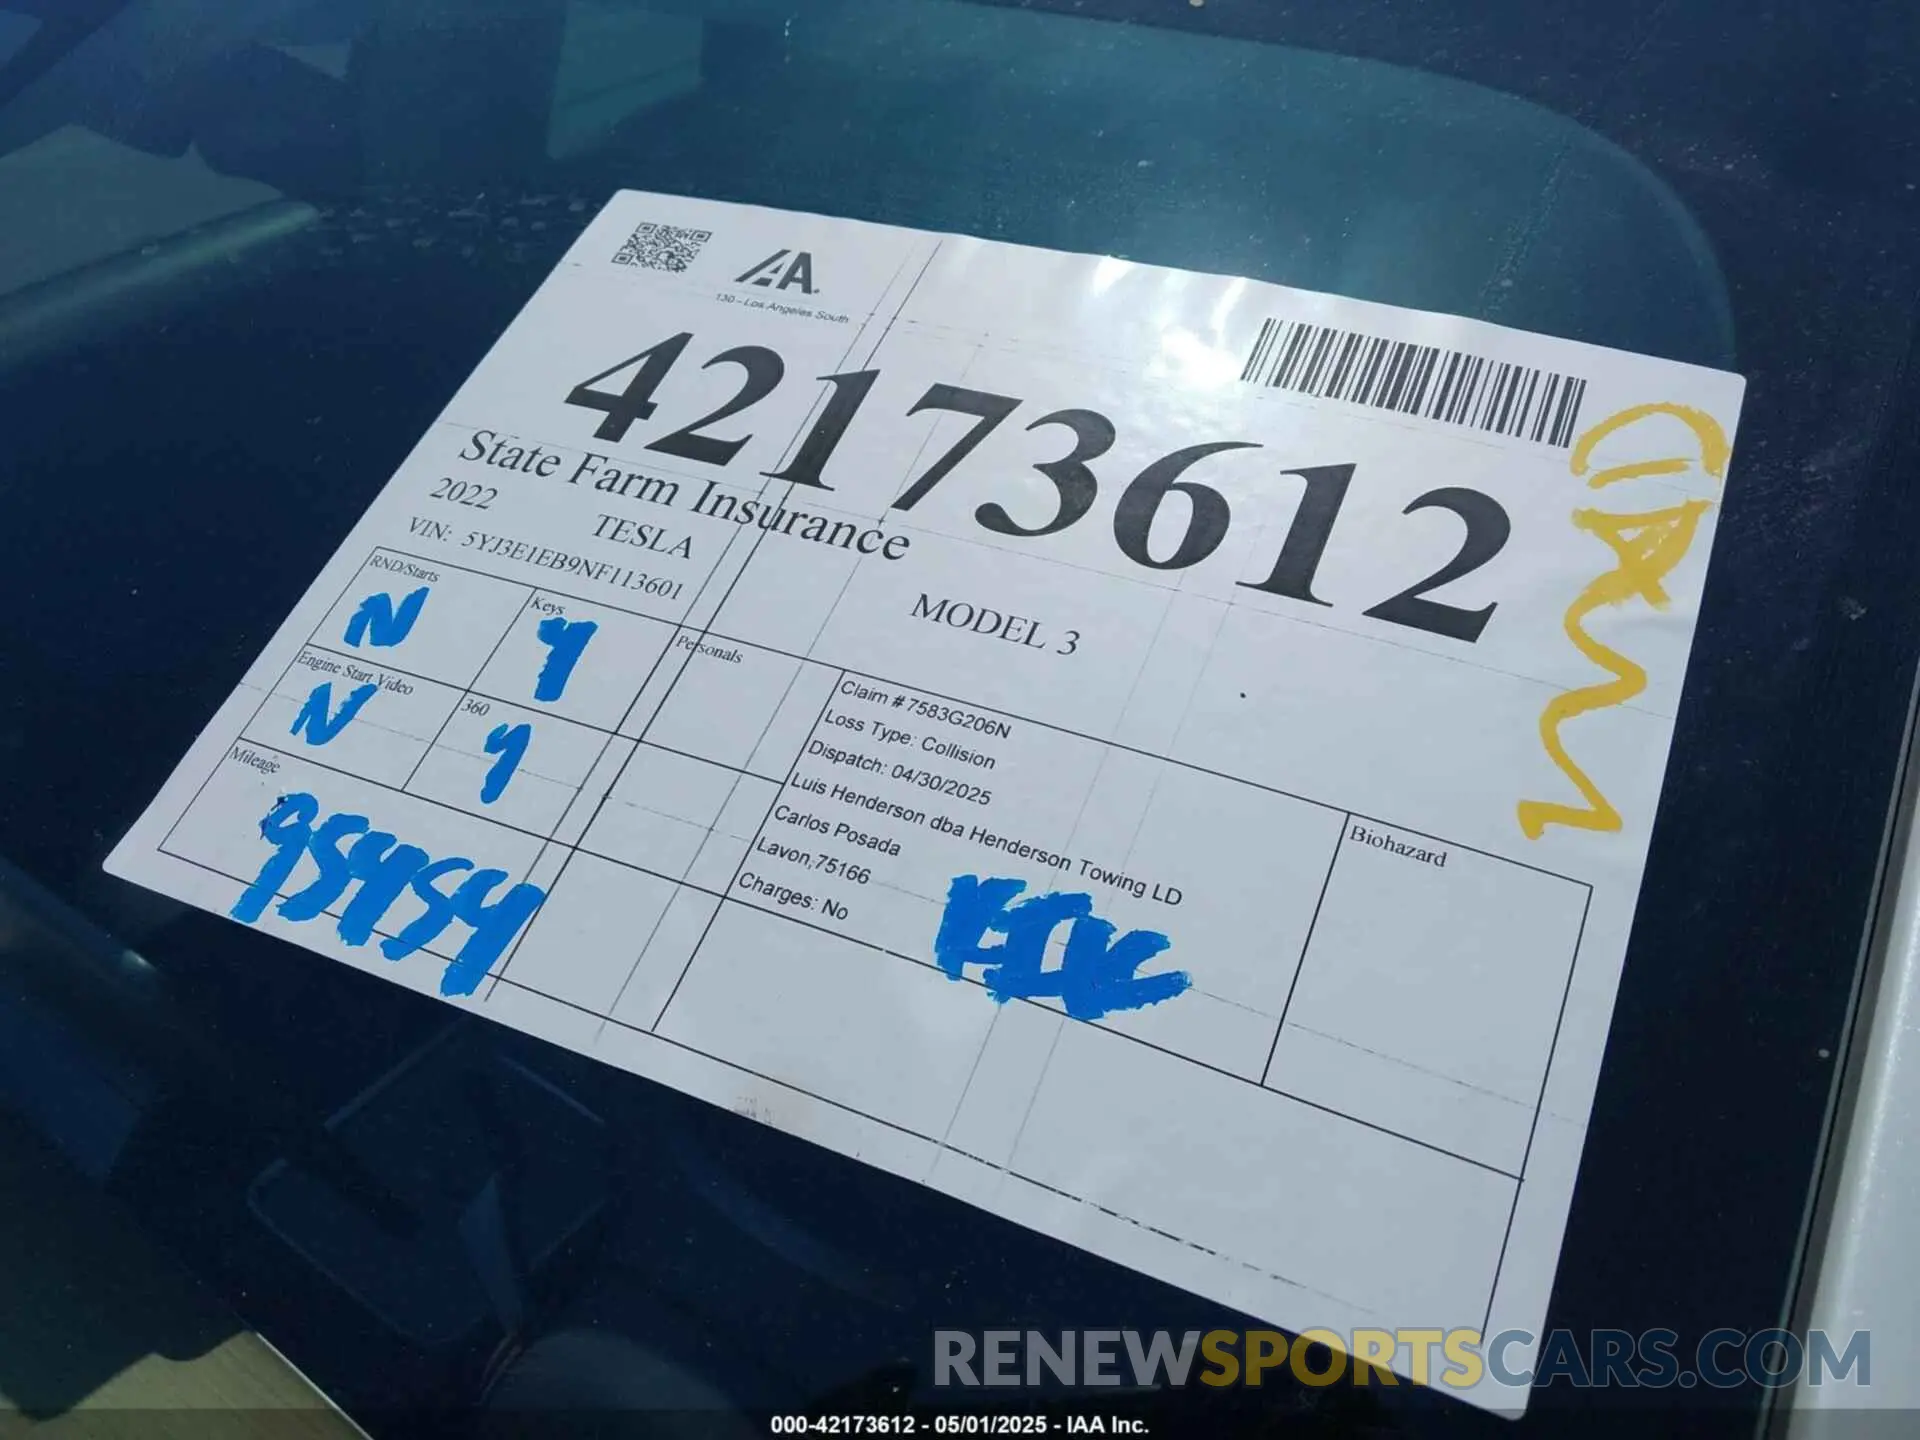 IAA
130 - Los Angeles South
42173612
State Farm Insurance
2022 TESLA MODEL 3
VIN: 5YJ3E1EB9NF113601
RND/Starts
N
Keys
Y
Personals
Engine Start Video
N
360
Y
Mileage
95454
Claim # 7583G206N
Loss Type: Collision
Dispatch: 04/30/2025
Luis Henderson dba Henderson Towing LD
Carlos Posada
Lavon,75166
Charges: No
Biohazard
RENEWSPORTSCARS.COM
000-42173612 - 05/01/2025 - IAA Inc.